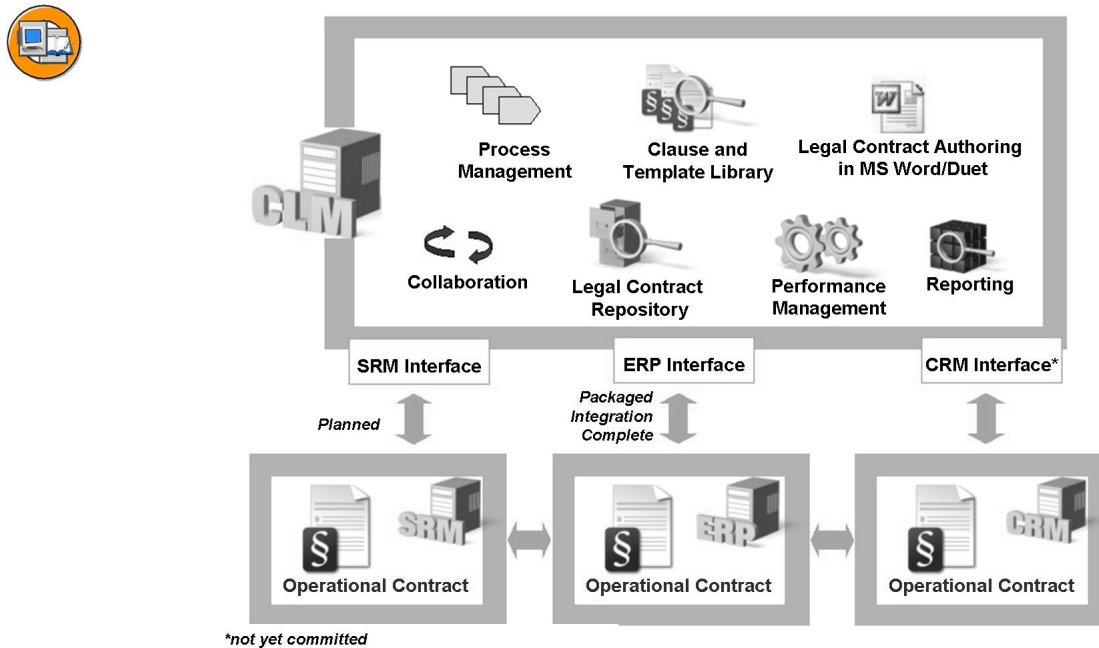 Process
Management
Clause and
Template Library
Legal Contract Authoring
in MS Word/Duet
W
§ § §
CLM
Collaboration
Legal Contract
Repository
Performance
Management
Reporting
SRM Interface
ERP Interface
CRM Interface*
Planned
Packaged
Integration
Complete
§
SRM
Operational Contract
§
ERP
Operational Contract
§
CRM
Operational Contract
*not yet committed